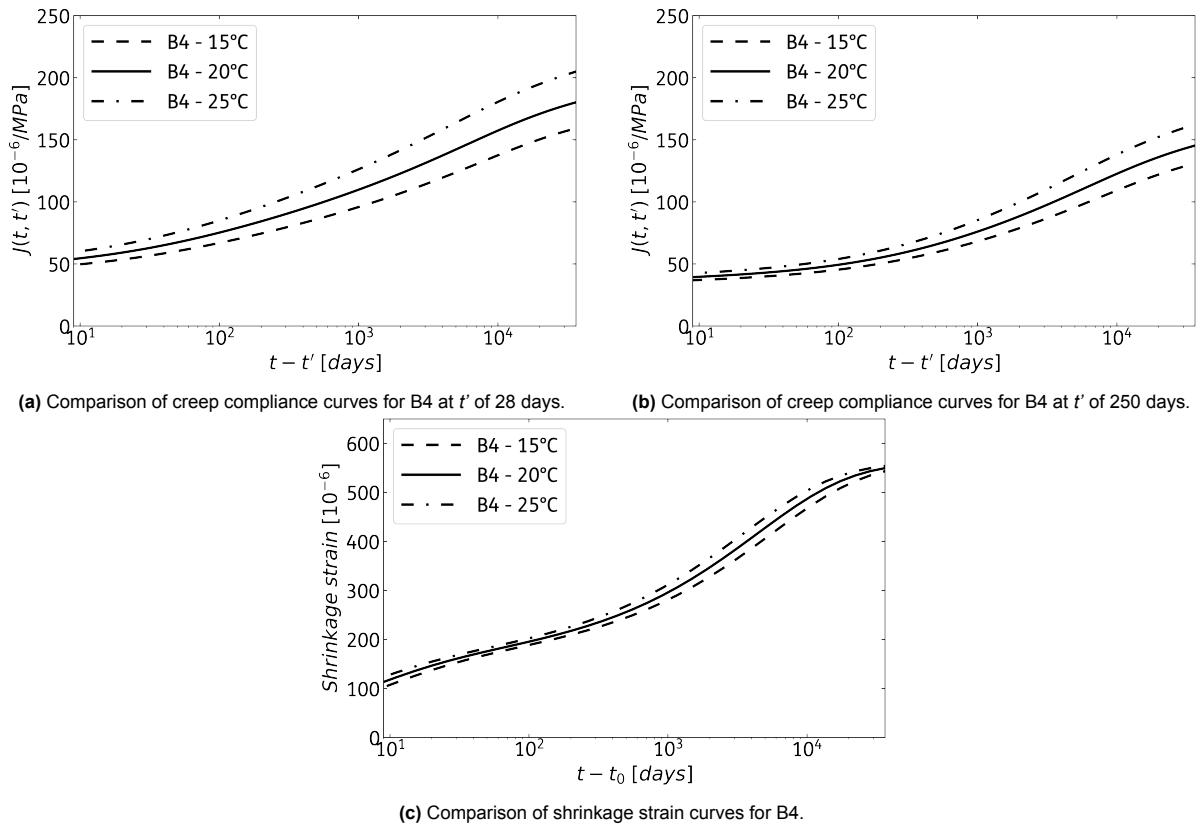 250
200
150
100
50
0
J(t, t′) [10⁻⁶/MPa]
B4 - 15°C
B4 - 20°C
B4 - 25°C
10¹ 10² 10³ 10⁴
t − t′ [days]
(a) Comparison of creep compliance curves for B4 at t’ of 28 days.
250
200
150
100
50
0
J(t, t′) [10⁻⁶/MPa]
B4 - 15°C
B4 - 20°C
B4 - 25°C
10¹ 10² 10³ 10⁴
t − t′ [days]
(b) Comparison of creep compliance curves for B4 at t’ of 250 days.
600
500
400
300
200
100
0
Shrinkage strain [10⁻⁶]
B4 - 15°C
B4 - 20°C
B4 - 25°C
10¹ 10² 10³ 10⁴
t − t₀ [days]
(c) Comparison of shrinkage strain curves for B4.